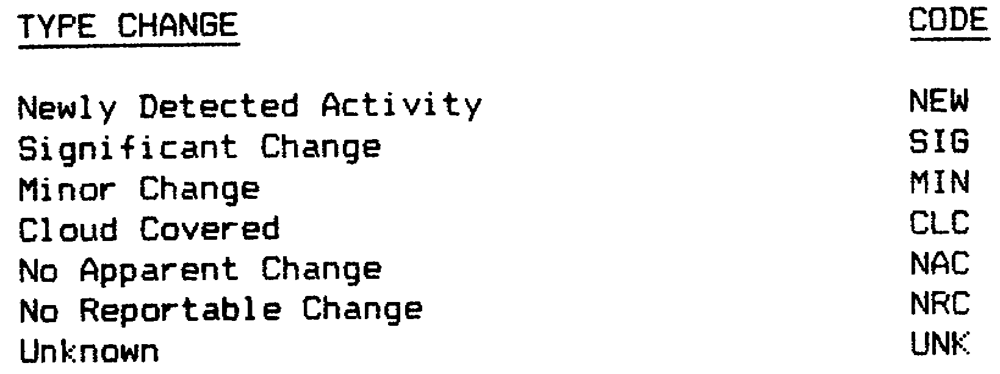 TYPE CHANGE CODE
Newly Detected Activity NEW
Significant Change SIG
Minor Change MIN
Cloud Covered CLC
No Apparent Change NAC
No Reportable Change NRC
Unknown UNK